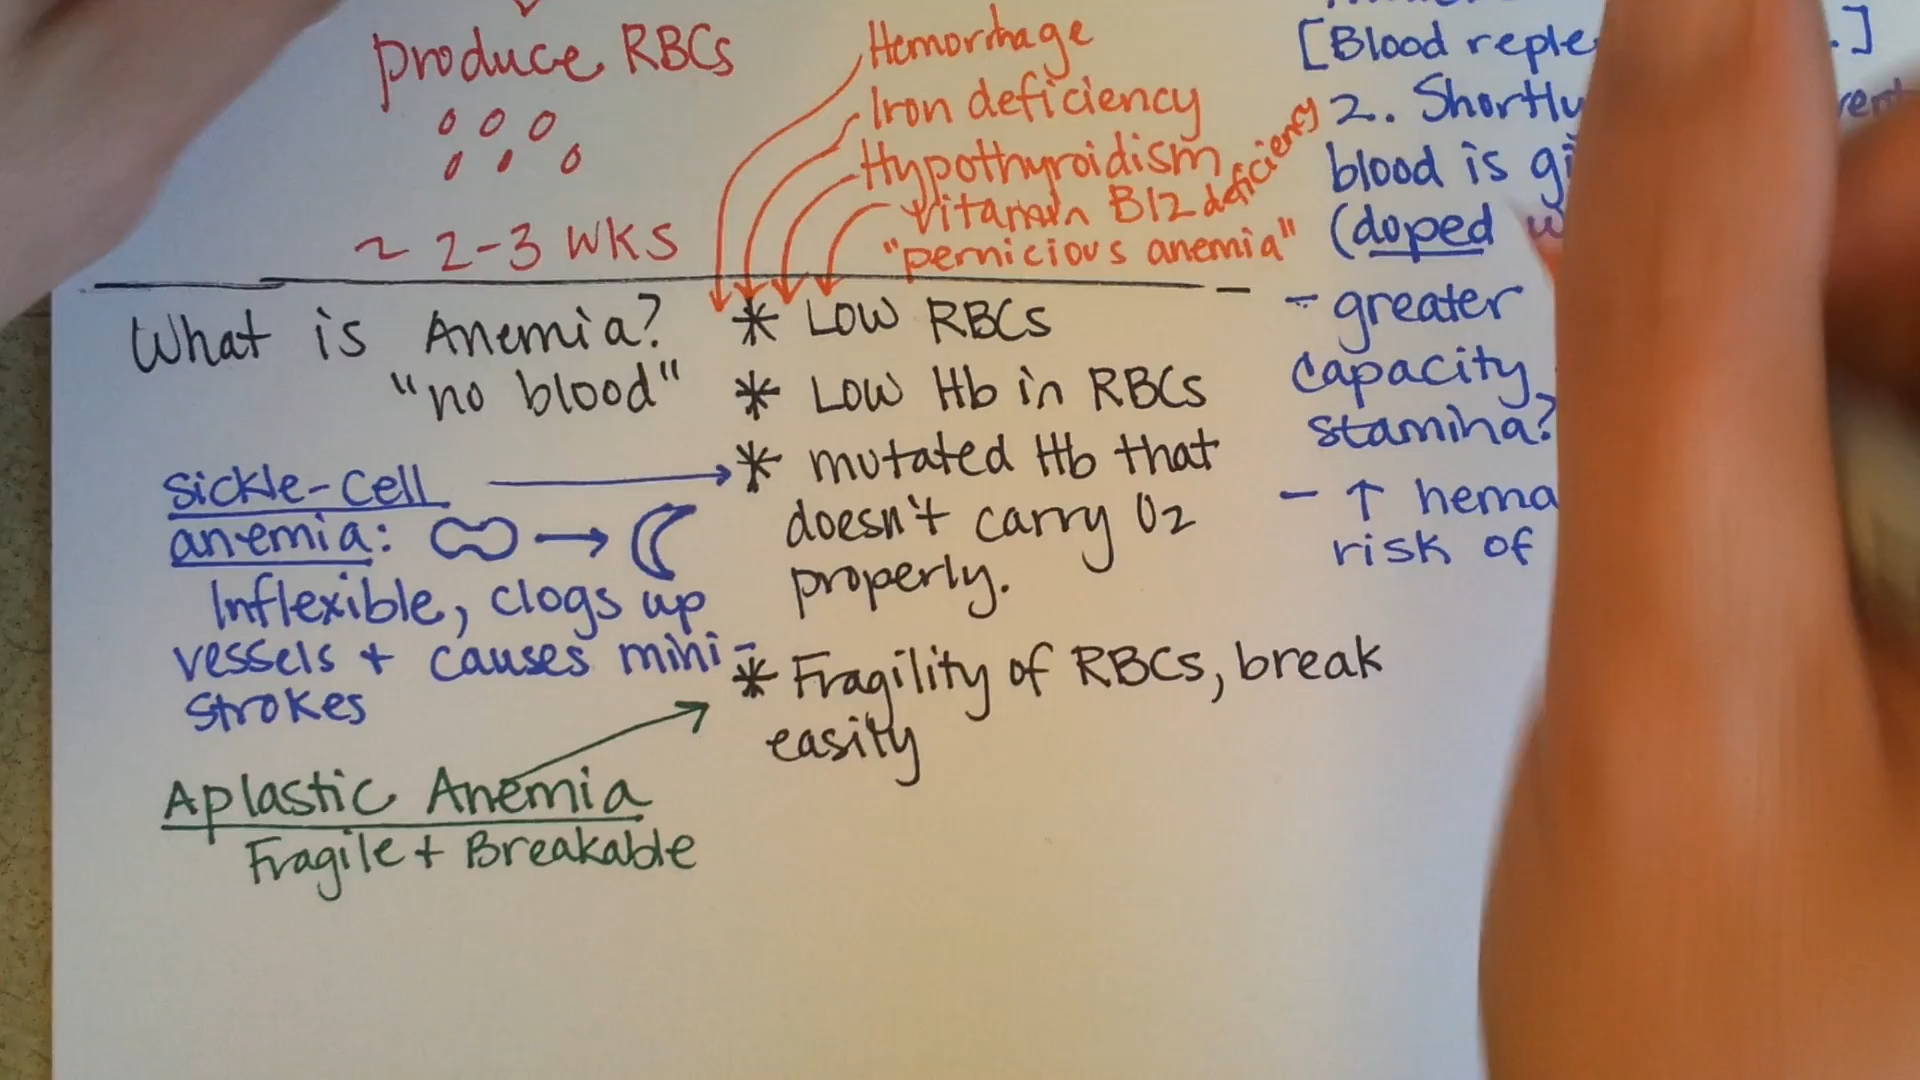 produce RBCs
~ 2-3 WKS
Hemorrhage
Iron deficiency
Hypothyroidism
Vitamin B12 deficiency
"pernicious anemia"
What is Anemia?
"no blood"
* LOW RBCs
* LOW Hb in RBCs
* mutated Hb that
doesn't carry O2
properly.
* Fragility of RBCs, break
easily
Sickle-cell
anemia:
Inflexible, clogs up
vessels + causes mini-
strokes
Aplastic Anemia
Fragile + Breakable
[Blood .]
2. Shortly
blood is
(doped
- greater
capacity
stamina?
- ↑
risk of